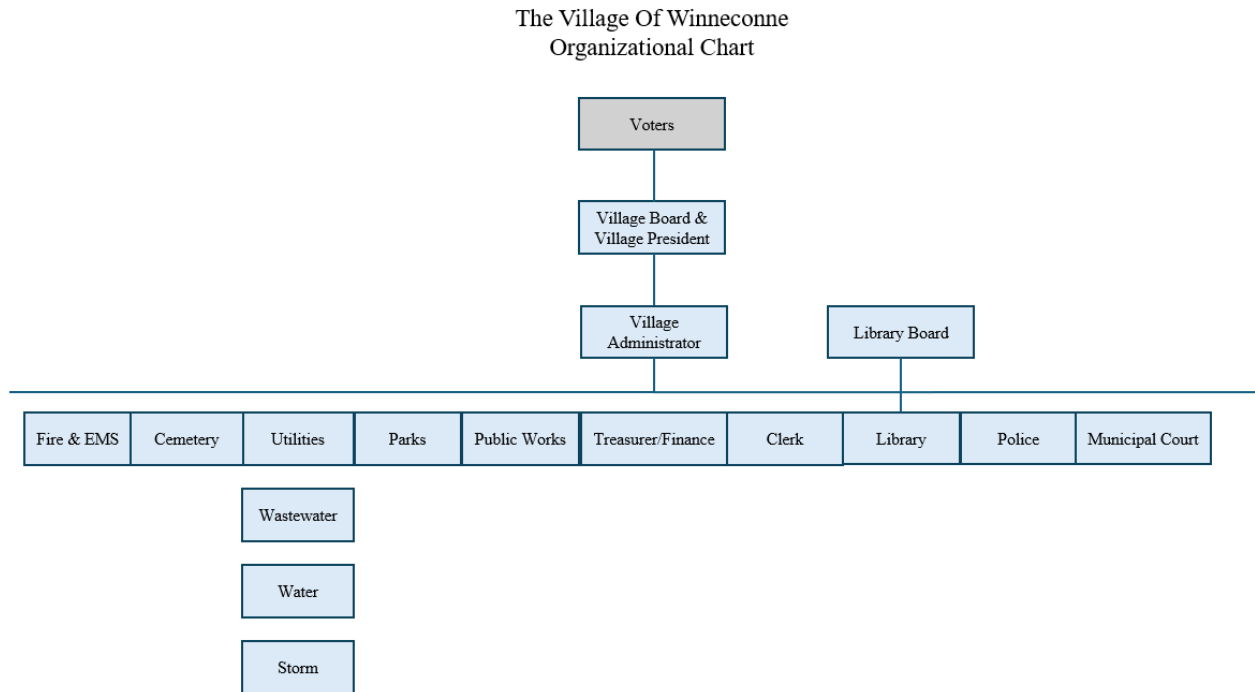 The Village Of Winneconne
Organizational Chart
Voters
Village Board &
Village President
Village
Administrator
Library Board
Fire & EMS
Cemetery
Utilities
Parks
Public Works
Treasurer/Finance
Clerk
Library
Police
Municipal Court
Wastewater
Water
Storm